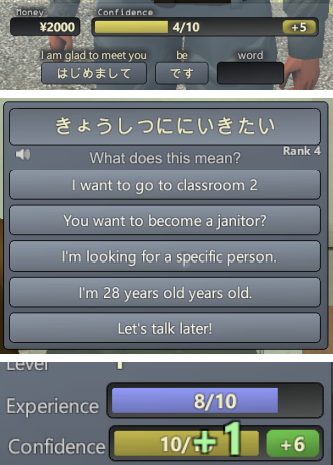 Money
Confidence
¥2000
4/10
+5
I am glad to meet you
be
word
はじめまして
です
きょうしつににいきたい
What does this mean?
Rank 4
I want to go to classroom 2
You want to become a janitor?
I'm looking for a specific person.
I'm 28 years old years old.
Let's talk later!
Level
Experience
8/10
Confidence
10/
+1
+6